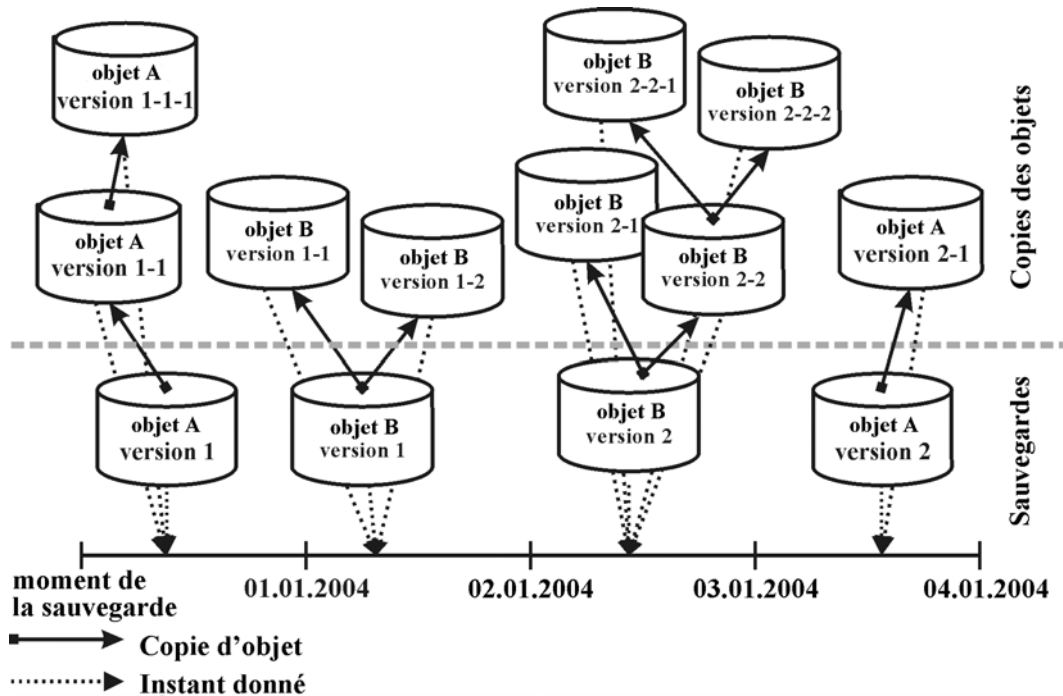 objet A
version 1-1-1
objet B
version 2-2-1
objet B
version 2-2-2
Copies des objets
objet A
version 1-1
objet B
version 1-1
objet B
version 1-2
objet B
version 2-1
objet B
version 2-2
objet A
version 2-1
objet A
version 1
objet B
version 1
objet B
version 2
objet A
version 2
Sauvegardes
moment de
la sauvegarde
01.01.2004
02.01.2004
03.01.2004
04.01.2004
Copie d'objet
Instant donné